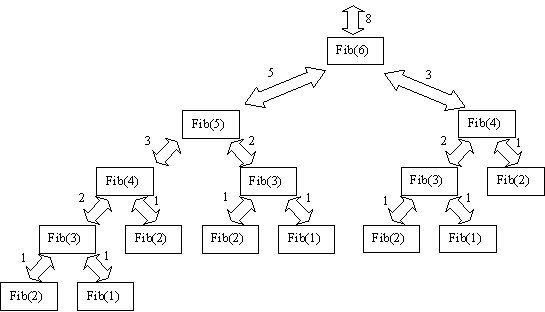 8
Fib(6)
5 3
Fib(5) Fib(4)
3 2 2 1
Fib(4) Fib(3) Fib(3) Fib(2)
2 1 1 1 1 1
Fib(3) Fib(2) Fib(2) Fib(1) Fib(2) Fib(1)
1 1
Fib(2) Fib(1)